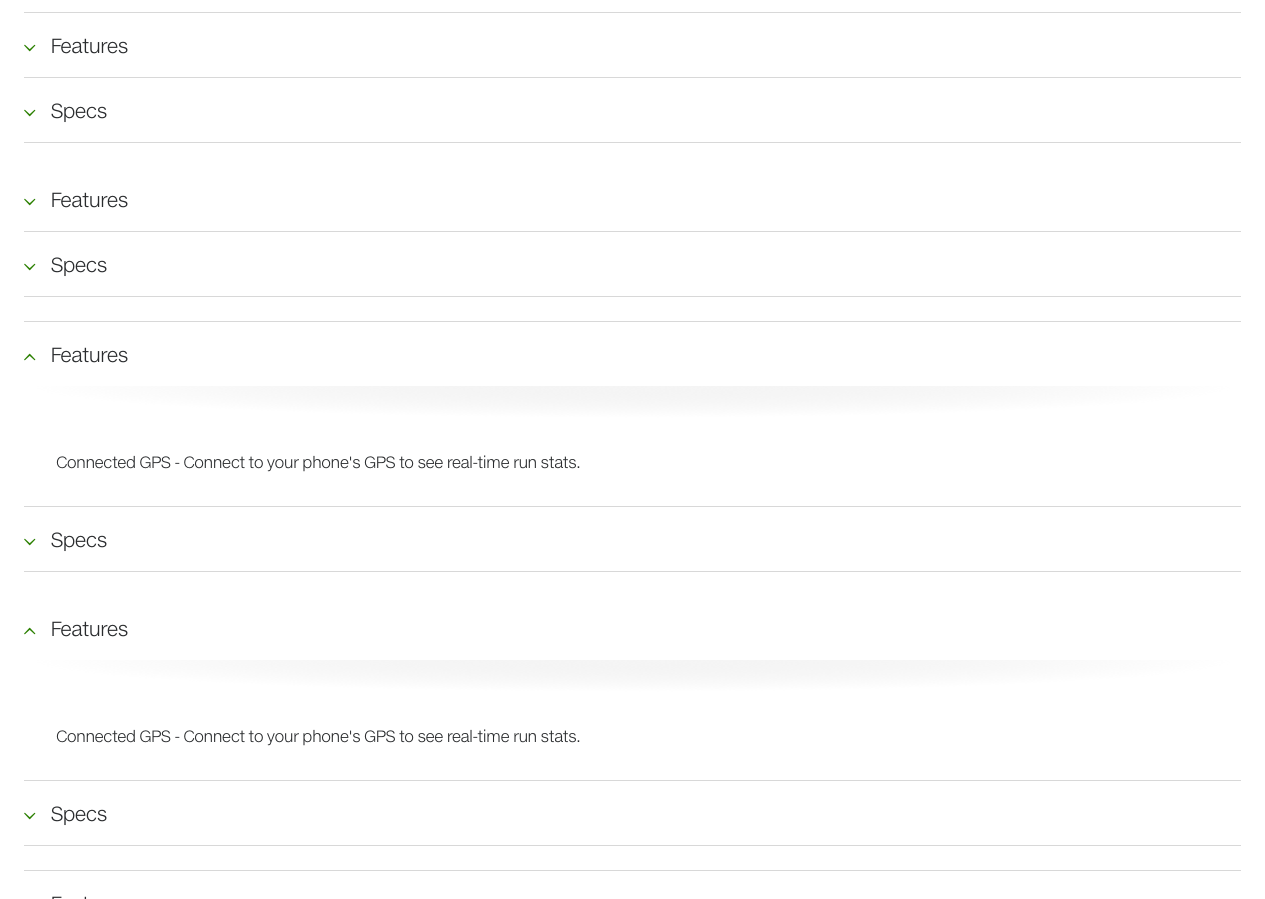 Features
Specs
Features
Specs
Features
Connected GPS - Connect to your phone's GPS to see real-time run stats.
Specs
Features
Connected GPS - Connect to your phone's GPS to see real-time run stats.
Specs